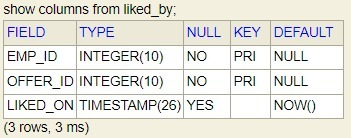 show columns from liked_by;
FIELD TYPE NULL KEY DEFAULT
EMP_ID INTEGER(10) NO PRI NULL
OFFER_ID INTEGER(10) NO PRI NULL
LIKED_ON TIMESTAMP(26) YES NOW()
(3 rows, 3 ms)